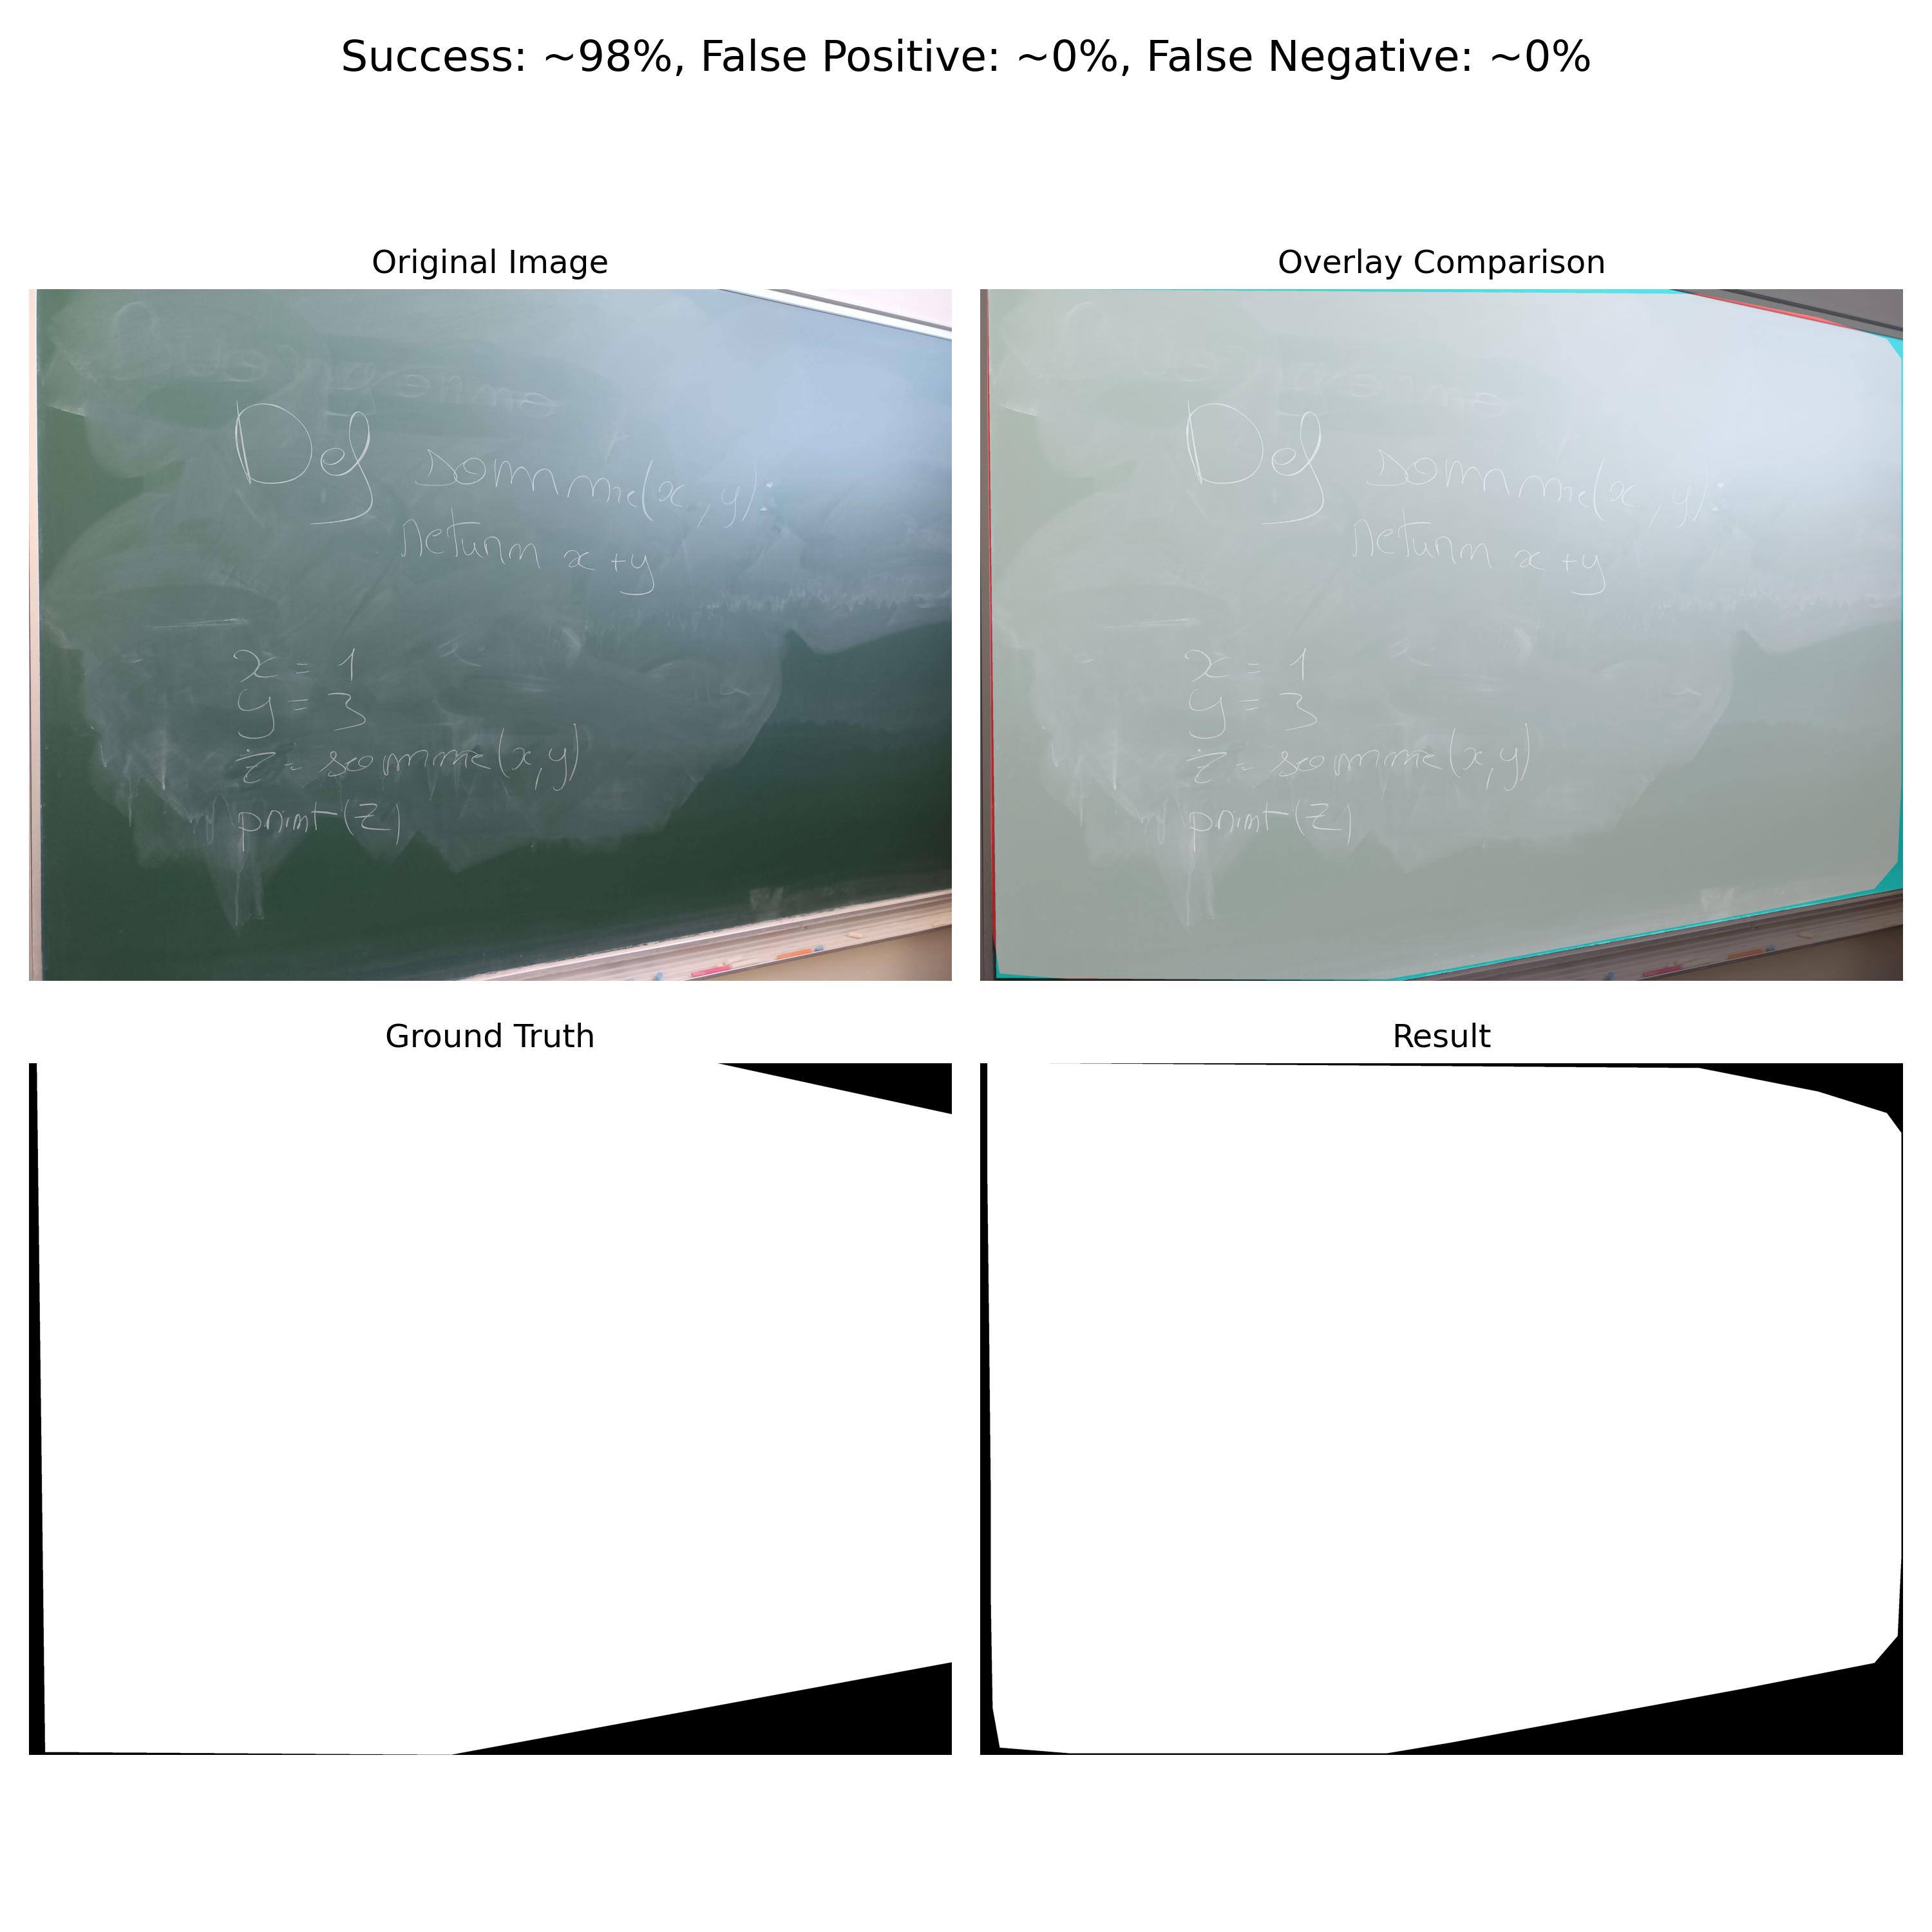 Success: ~98%, False Positive: ~0%, False Negative: ~0%
Original Image
Def somme(x, y):
return x + y
x = 1
y = 3
z = somme(x, y)
print(z)
Overlay Comparison
Def somme(x, y):
return x + y
x = 1
y = 3
z = somme(x, y)
print(z)
Ground Truth
Result